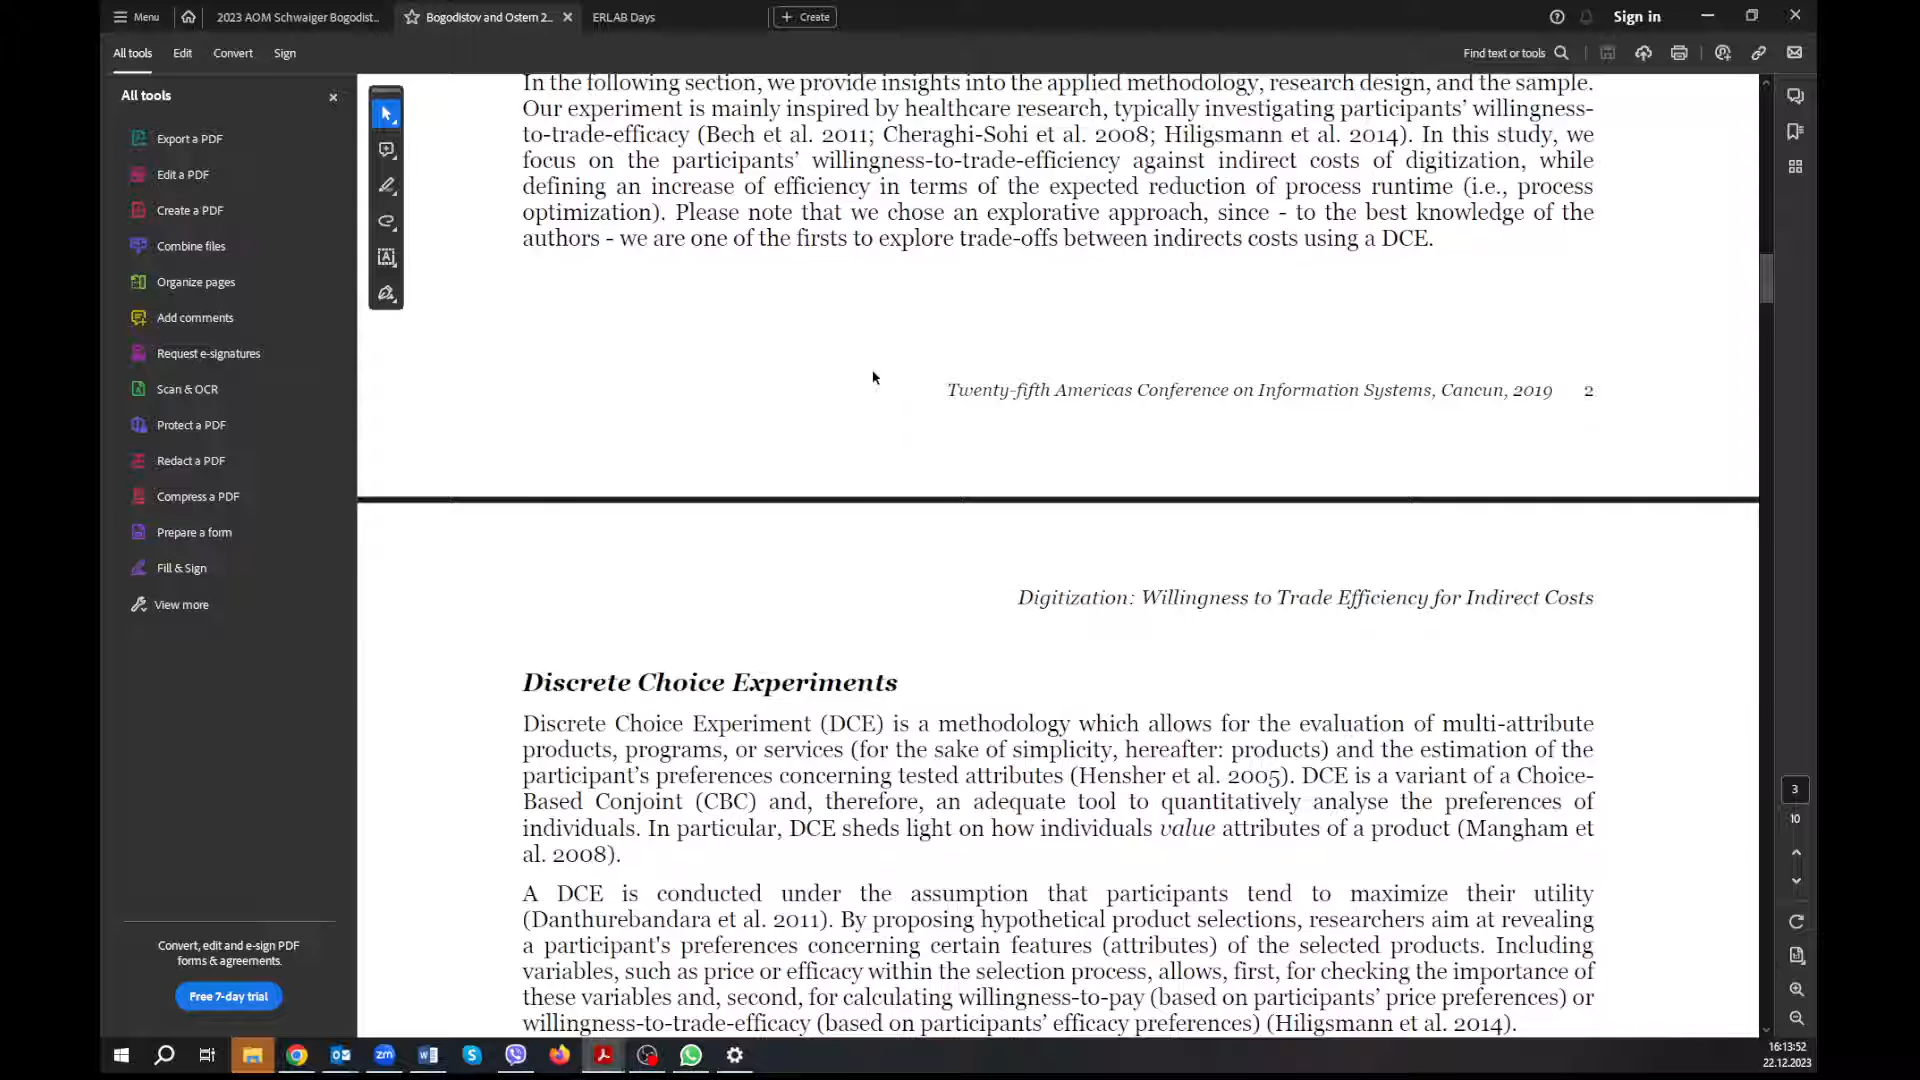 Menu
2023 AOM Schwaiger Bogodist...
Bogodistov and Ostern 2...
ERLAB Days
Create
Sign in
All tools
Edit
Convert
Sign
Find text or tools
All tools
Export a PDF
Edit a PDF
Create a PDF
Combine files
Organize pages
Add comments
Request e-signatures
Scan & OCR
Protect a PDF
Redact a PDF
Compress a PDF
Prepare a form
Fill & Sign
View more
Convert, edit and e-sign PDF
forms & agreements.
Free 7-day trial
In the following section, we provide insights into the applied methodology, research design, and the sample.
Our experiment is mainly inspired by healthcare research, typically investigating participants’ willingness-
to-trade-efficacy (Bech et al. 2011; Cheraghi-Sohi et al. 2008; Hiligsmann et al. 2014). In this study, we
focus on the participants’ willingness-to-trade-efficiency against indirect costs of digitization, while
defining an increase of efficiency in terms of the expected reduction of process runtime (i.e., process
optimization). Please note that we chose an explorative approach, since - to the best knowledge of the
authors - we are one of the firsts to explore trade-offs between indirects costs using a DCE.
Twenty-fifth Americas Conference on Information Systems, Cancun, 2019 2
Digitization: Willingness to Trade Efficiency for Indirect Costs
Discrete Choice Experiments
Discrete Choice Experiment (DCE) is a methodology which allows for the evaluation of multi-attribute
products, programs, or services (for the sake of simplicity, hereafter: products) and the estimation of the
participant’s preferences concerning tested attributes (Hensher et al. 2005). DCE is a variant of a Choice-
Based Conjoint (CBC) and, therefore, an adequate tool to quantitatively analyse the preferences of
individuals. In particular, DCE sheds light on how individuals value attributes of a product (Mangham et
al. 2008).
A DCE is conducted under the assumption that participants tend to maximize their utility
(Danthurebandara et al. 2011). By proposing hypothetical product selections, researchers aim at revealing
a participant's preferences concerning certain features (attributes) of the selected products. Including
variables, such as price or efficacy within the selection process, allows, first, for checking the importance of
these variables and, second, for calculating willingness-to-pay (based on participants’ price preferences) or
willingness-to-trade-efficacy (based on participants’ efficacy preferences) (Hiligsmann et al. 2014).
3
10
16:13:52
22.12.2023